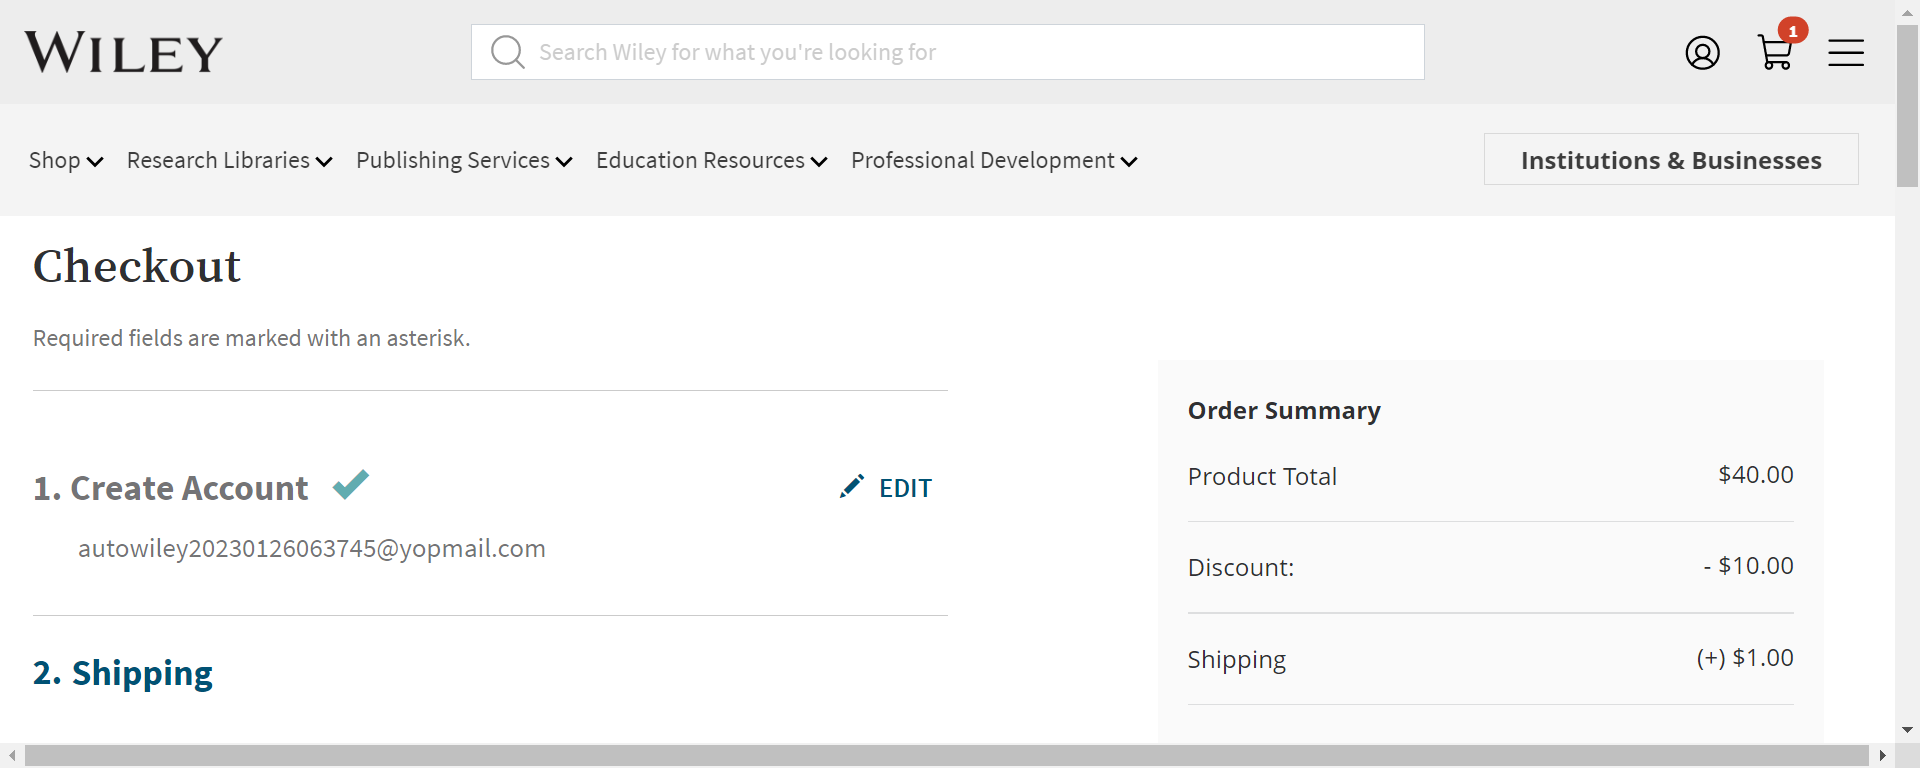 WILEY
Search Wiley for what you're looking for
1
Shop Research Libraries Publishing Services Education Resources Professional Development Institutions & Businesses
Checkout
Required fields are marked with an asterisk.
1. Create Account EDIT
autowiley20230126063745@yopmail.com
2. Shipping
Order Summary
Product Total $40.00
Discount: - $10.00
Shipping (+) $1.00